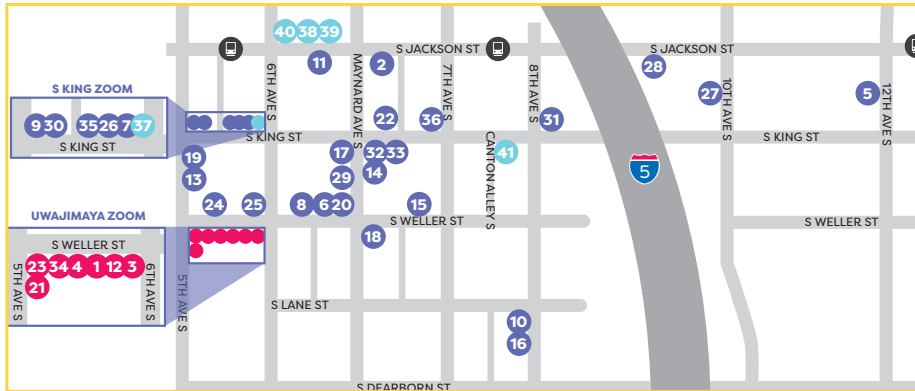 40 38 39
S JACKSON ST
S JACKSON ST
11
2
28
6TH AVE S
MAYNARD AVE S
7TH AVE S
8TH AVE S
10TH AVE S
12TH AVE S
27
5
S KING ZOOM
9 30 35 26 7 37
S KING ST
22
36
31
S KING ST
S KING ST
19
17
32 33
41
13
29
14
5
CANTON ALLEY S
24
25
8 6 20
15
UWAJIMAYA ZOOM
S WELLER ST
S WELLER ST
S WELLER ST
18
23 34 4 1 12 3
21
5TH AVE S
6TH AVE S
5TH AVE S
S LANE ST
10
16
S DEARBORN ST